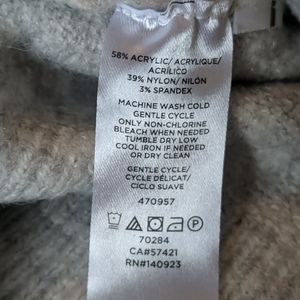 58% ACRYLIC/ ACRYLIQUE/
ACRÍLICO
39% NYLON/ NILÓN
3% SPANDEX
MACHINE WASH COLD
GENTLE CYCLE
ONLY NON-CHLORINE
BLEACH WHEN NEEDED
TUMBLE DRY LOW
COOL IRON IF NEEDED
OR DRY CLEAN
GENTLE CYCLE/
CYCLE DÉLICAT/
CICLO SUAVE
470957
70284
CA#57421
RN#140923